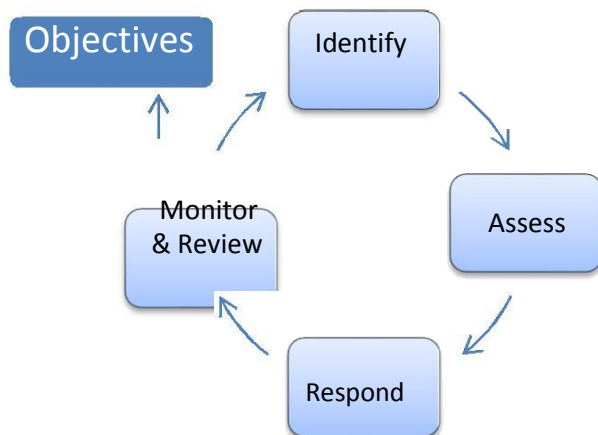 Objectives
Identify
Assess
Monitor
& Review
Respond